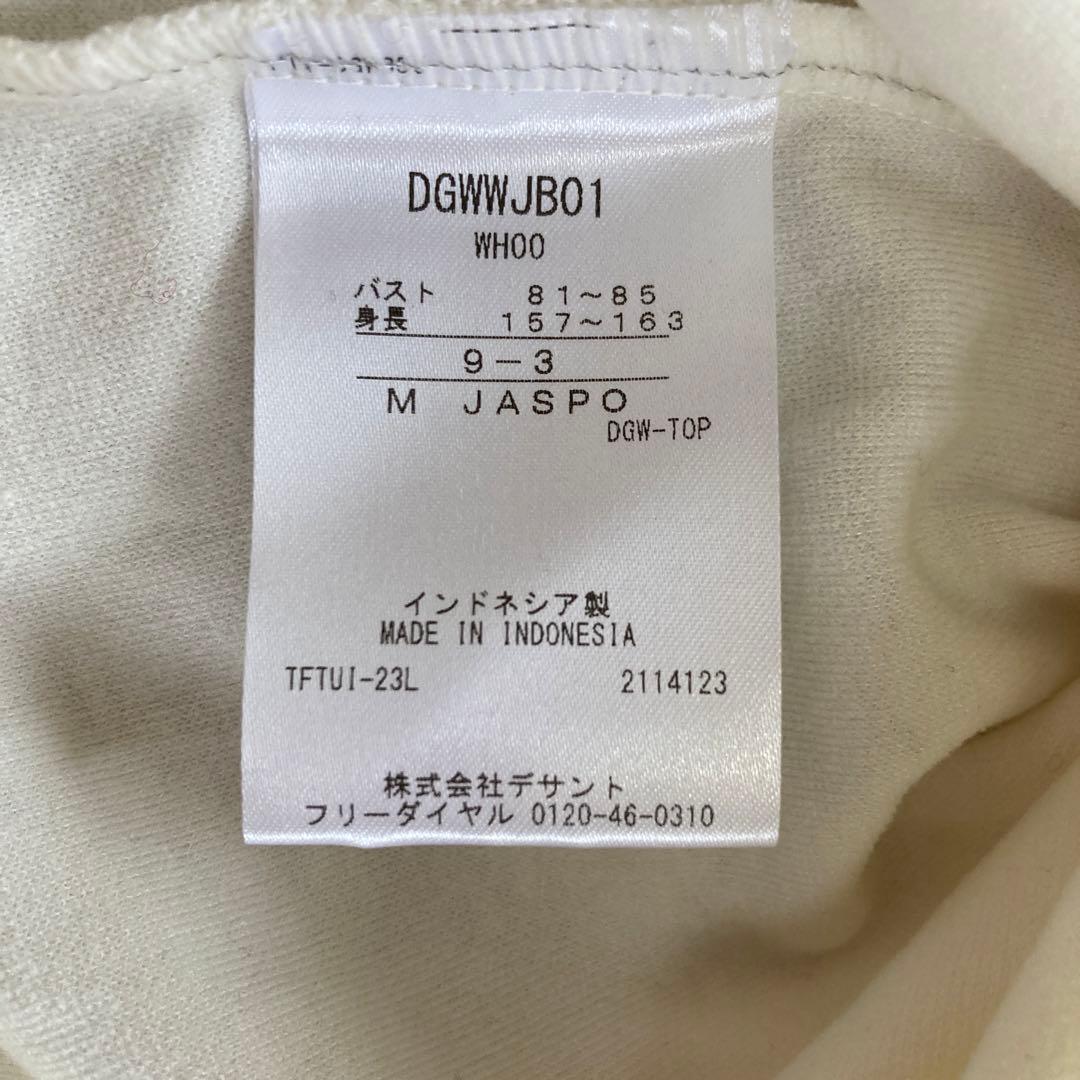 DGWWJB01
WH00
バスト 81～85
身長 157～163
9－3
M JASPO
DGW-TOP
インドネシア製
MADE IN INDONESIA
TFTUI-23L 2114123
株式会社デサント
フリーダイヤル 0120-46-0310